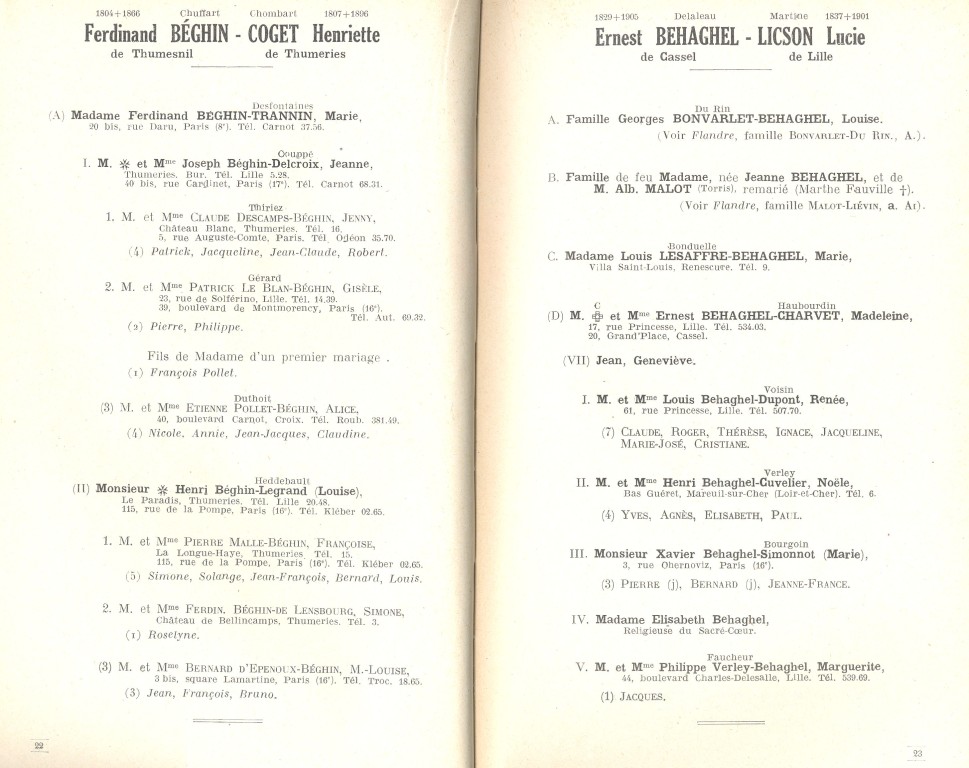 1804+1866 Chuffart Chombart 1807+1896
Ferdinand BÉGHIN - COGET Henriette
de Thumesnil de Thumeries
Desfontaines
(A) Madame Ferdinand BÉGHIN-TRANNIN, Marie,
20 bis, rue Daru, Paris (8e). Tél. Carnot 37.56.
Gouppé
I. M. ※ et Mme Joseph Béghin-Delcroix, Jeanne,
Thumeries. Bur. Tél. Lille 5.28.
40 bis, rue Cardinet, Paris (17e). Tél. Carnot 68.31.
Thiriez
1. M. et Mme CLAUDE DESCAMPS-BÉGHIN, JENNY,
Château Blanc, Thumeries. Tél. 16.
5, rue Auguste-Comte, Paris. Tél. Odéon 35.70.
(4) Patrick, Jacqueline, Jean-Claude, Robert.
Gérard
2. M. et Mme PATRICK LE BLAN-BÉGHIN, GISÈLE,
23, rue de Solférino, Lille. Tél. 14.39.
39, boulevard de Montmorency, Paris (16e).
Tél. Aut. 69.32.
(2) Pierre, Philippe.
Fils de Madame d'un premier mariage .
(1) François Pollet.
Duthoit
(3) M. et Mme ETIENNE POLLET-BÉGHIN, ALICE,
40, boulevard Carnot, Croix. Tél. Roub. 381.49.
(4) Nicole, Annie, Jean-Jacques, Claudine.
Heddebault
(II) Monsieur ※ Henri Béghin-Legrand (Louise),
Le Paradis, Thumeries. Tél. Lille 20.48.
115, rue de la Pompe, Paris (16e). Tél. Kléber 02.65.
1. M. et Mme PIERRE MALLE-BÉGHIN, FRANÇOISE,
La Longue-Haye, Thumeries. Tél. 15.
115, rue de la Pompe, Paris (16e). Tél. Kléber 02.65.
(5) Simone, Solange, Jean-François, Bernard, Louis.
2. M. et Mme FERDIN. BÉGHIN-DE LENSBOURG, SIMONE,
Château de Bellincamps, Thumeries. Tél. 3.
(1) Roselyne.
(3) M. et Mme BERNARD D'EPENOUX-BÉGHIN, M.-LOUISE,
3 bis, square Lamartine, Paris (16e). Tél. Troc. 18.65.
(3) Jean, François, Bruno.
22
1829+1905 Delaleau Martine 1837+1901
Ernest BEHAGHEL - LICSON Lucie
de Cassel de Lille
Du Rin
A. Famille Georges BONVARLET-BEHAGHEL, Louise.
(Voir Flandre, famille BONVARLET-DU RIN., A.).
B. Famille de feu Madame, née Jeanne BEHAGHEL, et de
M. Alb. MALOT (Torris), remarié (Marthe Fauville †).
(Voir Flandre, famille MALOT-LIÉVIN, a. AI).
Bonduelle
C. Madame Louis LESAFFRE-BEHAGHEL, Marie,
Villa Saint-Louis, Renescure. Tél. 9.
C Haubourdin
(D) M. ✠ et Mme Ernest BEHAGHEL-CHARVET, Madeleine,
17, rue Princesse, Lille. Tél. 534.03.
20, Grand'Place, Cassel.
(VII) Jean, Geneviève.
Voisin
I. M. et Mme Louis Behaghel-Dupont, Renée,
61, rue Princesse, Lille. Tél. 507.70.
(7) CLAUDE, ROGER, THÉRÈSE, IGNACE, JACQUELINE,
MARIE-JOSÉ, CRISTIANE.
Verley
II. M. et Mme Henri Behaghel-Cuvelier, Noële,
Bas Guéret, Mareuil-sur-Cher (Loir-et-Cher). Tél. 6.
(4) YVES, AGNÈS, ELISABETH, PAUL.
Bourgoin
III. Monsieur Xavier Behaghel-Simonnot (Marie),
3, rue Ohernoviz, Paris (16e).
(3) PIERRE (j), BERNARD (j), JEANNE-FRANCE.
IV. Madame Elisabeth Behaghel,
Religieuse du Sacré-Cœur.
Faucheur
V. M. et Mme Philippe Verley-Behaghel, Marguerite,
44, boulevard Charles-Delesalle, Lille. Tél. 539.69.
(1) JACQUES.
23